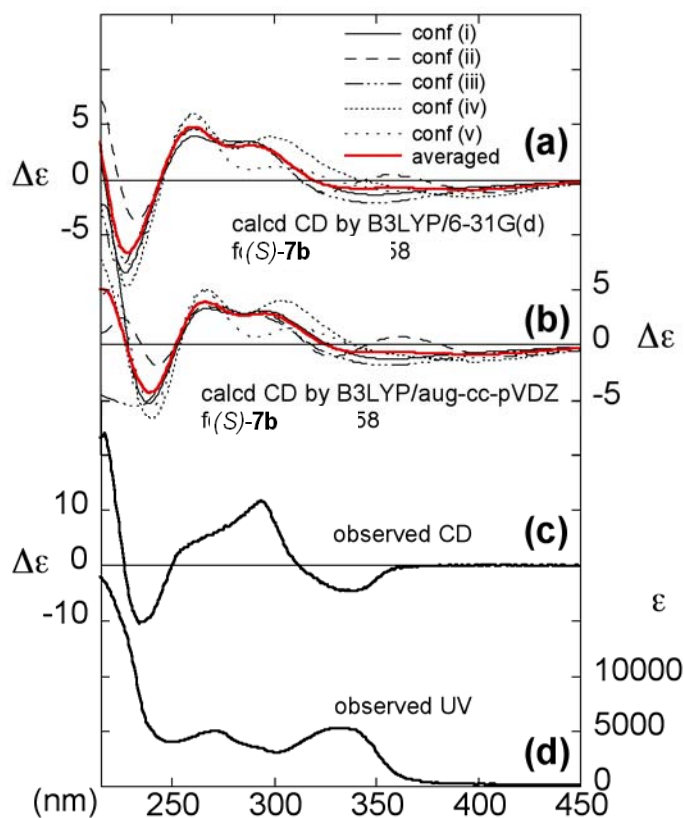 conf (i)
conf (ii)
conf (iii)
conf (iv)
conf (v)
averaged
(a)
5
Δε 0
-5
calcd CD by B3LYP/6-31G(d)
f(S)-7b 58
5
(b)
0 Δε
-5
calcd CD by B3LYP/aug-cc-pVDZ
f(S)-7b 58
10
observed CD
(c)
Δε 0
-10
ε
10000
observed UV
5000
(d)
0
(nm) 250 300 350 400 450